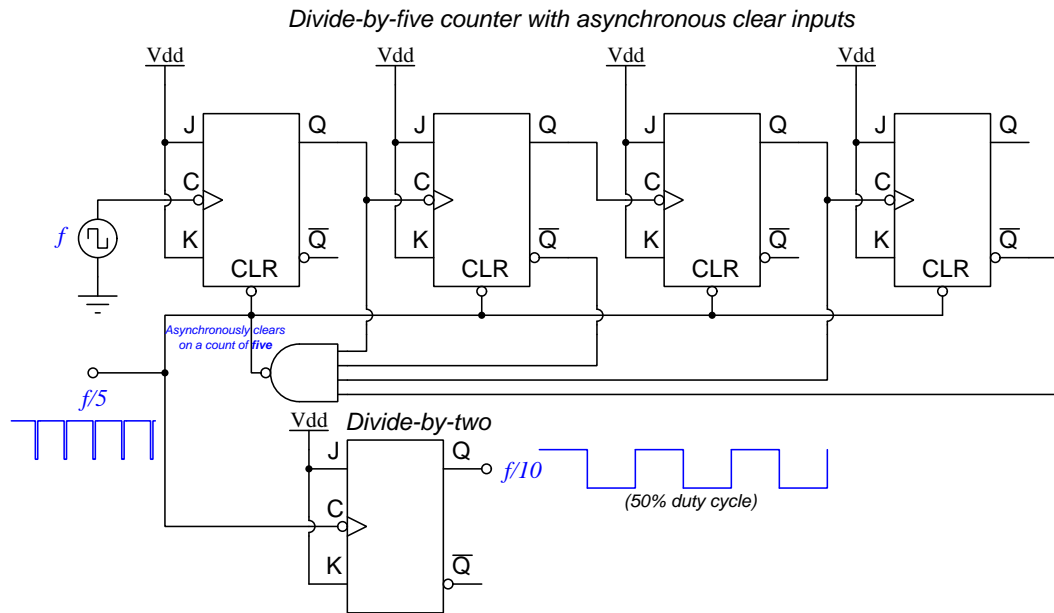 Divide-by-five counter with asynchronous clear inputs
Vdd Vdd Vdd Vdd
J Q J Q J Q J Q
C C C C
f
K Q̅ K Q̅ K Q̅ K Q̅
CLR CLR CLR CLR
Asynchronously clears
on a count of five
f/5
Divide-by-two
Vdd
J Q
f/10
(50% duty cycle)
C
K Q̅